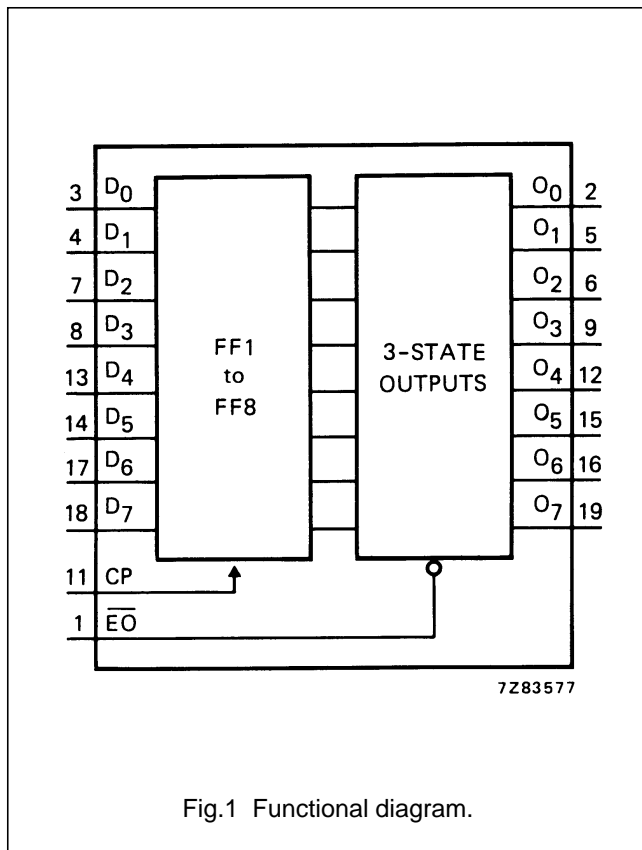 3 D0 O0 2
4 D1 O1 5
7 D2 O2 6
8 D3 O3 9
FF1 to FF8
3-STATE OUTPUTS
13 D4 O4 12
14 D5 O5 15
17 D6 O6 16
18 D7 O7 19
11 CP
1 E̅O̅
7Z83577
Fig.1 Functional diagram.